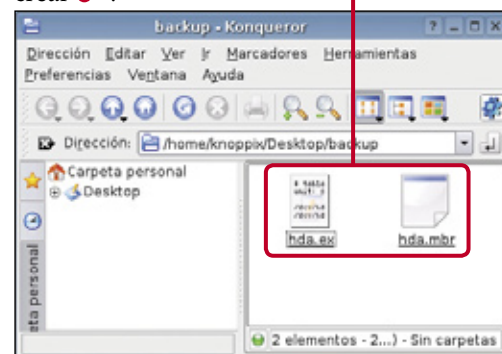 backup - Konqueror
Dirección Editar Ver Ir Marcadores Herramientas
Preferencias Ventana Ayuda
Dirección: /home/knoppix/Desktop/backup
Carpeta personal
Desktop
hda.ex
hda.mbr
2 elementos - 2...) - Sin carpetas